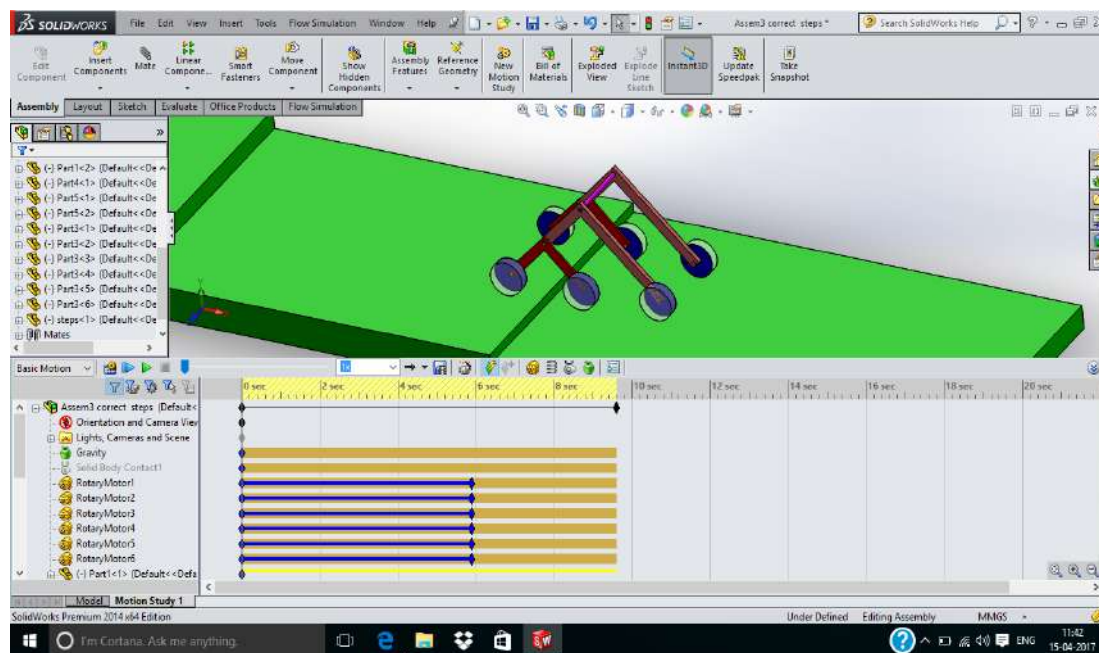 SOLIDWORKS File Edit View Insert Tools Flow Simulation Window Help Assem3 correct steps * Search SolidWorks Help
Edit Component
Insert Components
Mate
Linear Compone...
Smart Fasteners
Move Component
Show Hidden Components
Assembly Features
Reference Geometry
New Motion Study
Bill of Materials
Exploded View
Explode Line Sketch
Instant3D
Update Speedpak
Take Snapshot
Assembly Layout Sketch Evaluate Office Products Flow Simulation
(-) Part1<2> (Default<<De
(-) Part4<1> (Default<<De
(-) Part5<1> (Default<<De
(-) Part5<2> (Default<<De
(-) Part3<1> (Default<<De
(-) Part3<2> (Default<<De
(-) Part3<3> (Default<<De
(-) Part3<4> (Default<<De
(-) Part3<5> (Default<<De
(-) Part3<6> (Default<<De
(-) steps<1> (Default<<De
Mates
Basic Motion 1X
0 sec 2 sec 4 sec 6 sec 8 sec 10 sec 12 sec 14 sec 16 sec 18 sec 20 sec
Assem3 correct steps (Default<
Orientation and Camera View
Lights, Cameras and Scene
Gravity
Solid Body Contact1
RotaryMotor1
RotaryMotor2
RotaryMotor3
RotaryMotor4
RotaryMotor5
RotaryMotor6
(-) Part1<1> (Default<<Defa
Model Motion Study 1
SolidWorks Premium 2014 x64 Edition Under Defined Editing Assembly MMGS
I'm Cortana. Ask me anything. ENG 11:42
15-04-2017